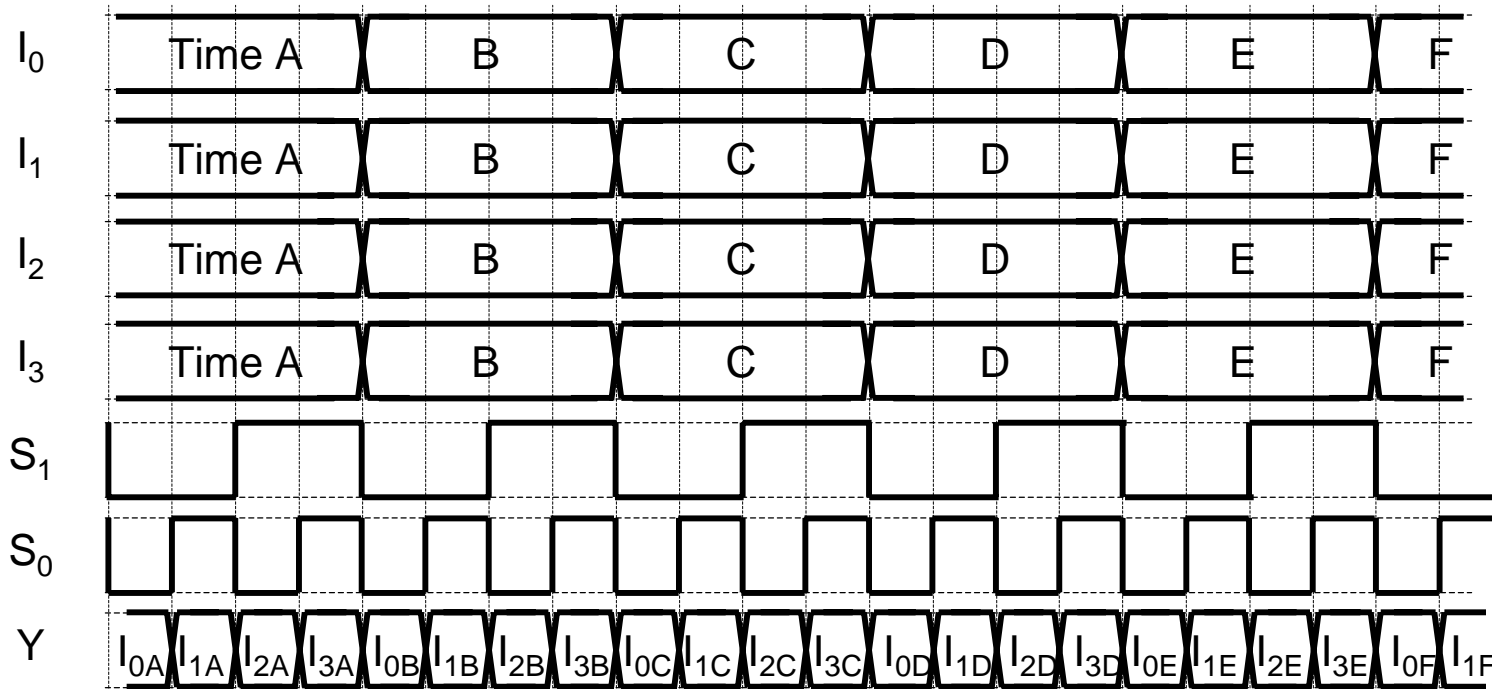 I₀ Time A B C D E F
I₁ Time A B C D E F
I₂ Time A B C D E F
I₃ Time A B C D E F
S₁
S₀
Y I₀A I₁A I₂A I₃A I₀B I₁B I₂B I₃B I₀C I₁C I₂C I₃C I₀D I₁D I₂D I₃D I₀E I₁E I₂E I₃E I₀F I₁F